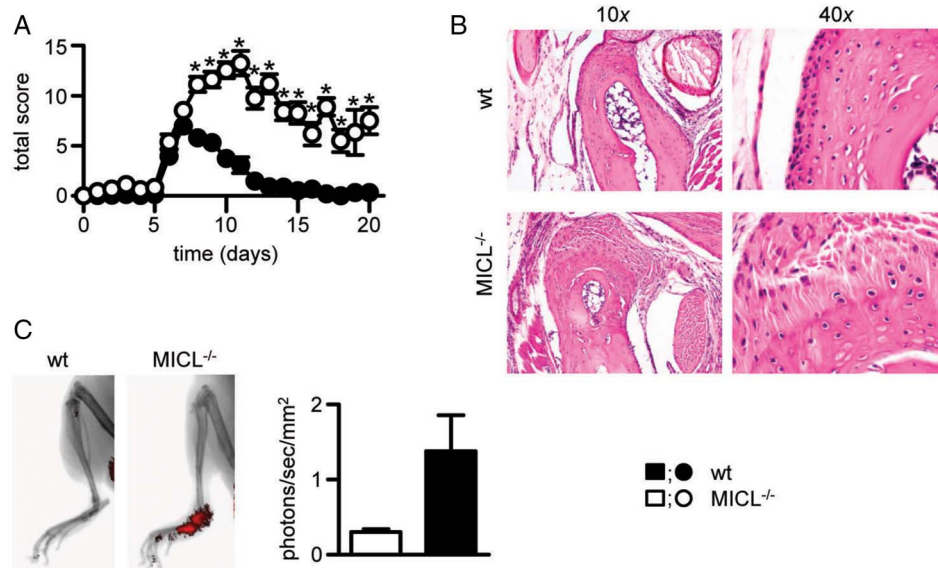 A
total score
15
10
5
0
* * * * * * * * * * * * *
0 5 10 15 20
time (days)
B
10x
40x
wt
MICL-/-
C
wt
MICL-/-
photons/sec/mm2
2
1
0
■;● wt
□;○ MICL-/-